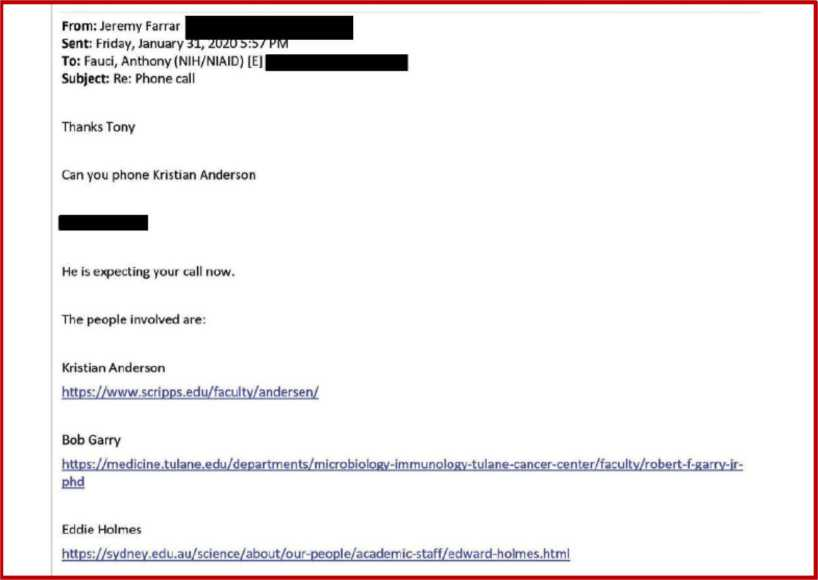 From: Jeremy Farrar
Sent: Friday, January 31, 2020 5:57 PM
To: Fauci, Anthony (NIH/NIAID) [E]
Subject: Re: Phone call
Thanks Tony
Can you phone Kristian Anderson
He is expecting your call now.
The people involved are:
Kristian Anderson
https://www.scripps.edu/faculty/andersen/
Bob Garry
https://medicine.tulane.edu/departments/microbiology-immunology-tulane-cancer-center/faculty/robert-f-garry-jr-
phd
Eddie Holmes
https://sydney.edu.au/science/about/our-people/academic-staff/edward-holmes.html